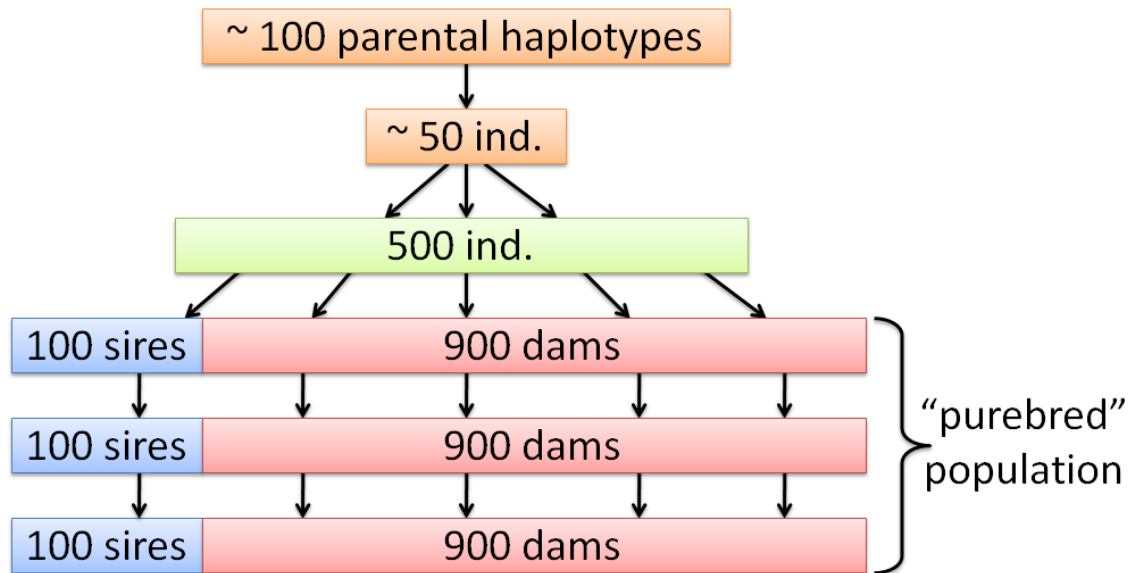 ~ 100 parental haplotypes
~ 50 ind.
500 ind.
100 sires 900 dams
100 sires 900 dams
100 sires 900 dams
“purebred”
population